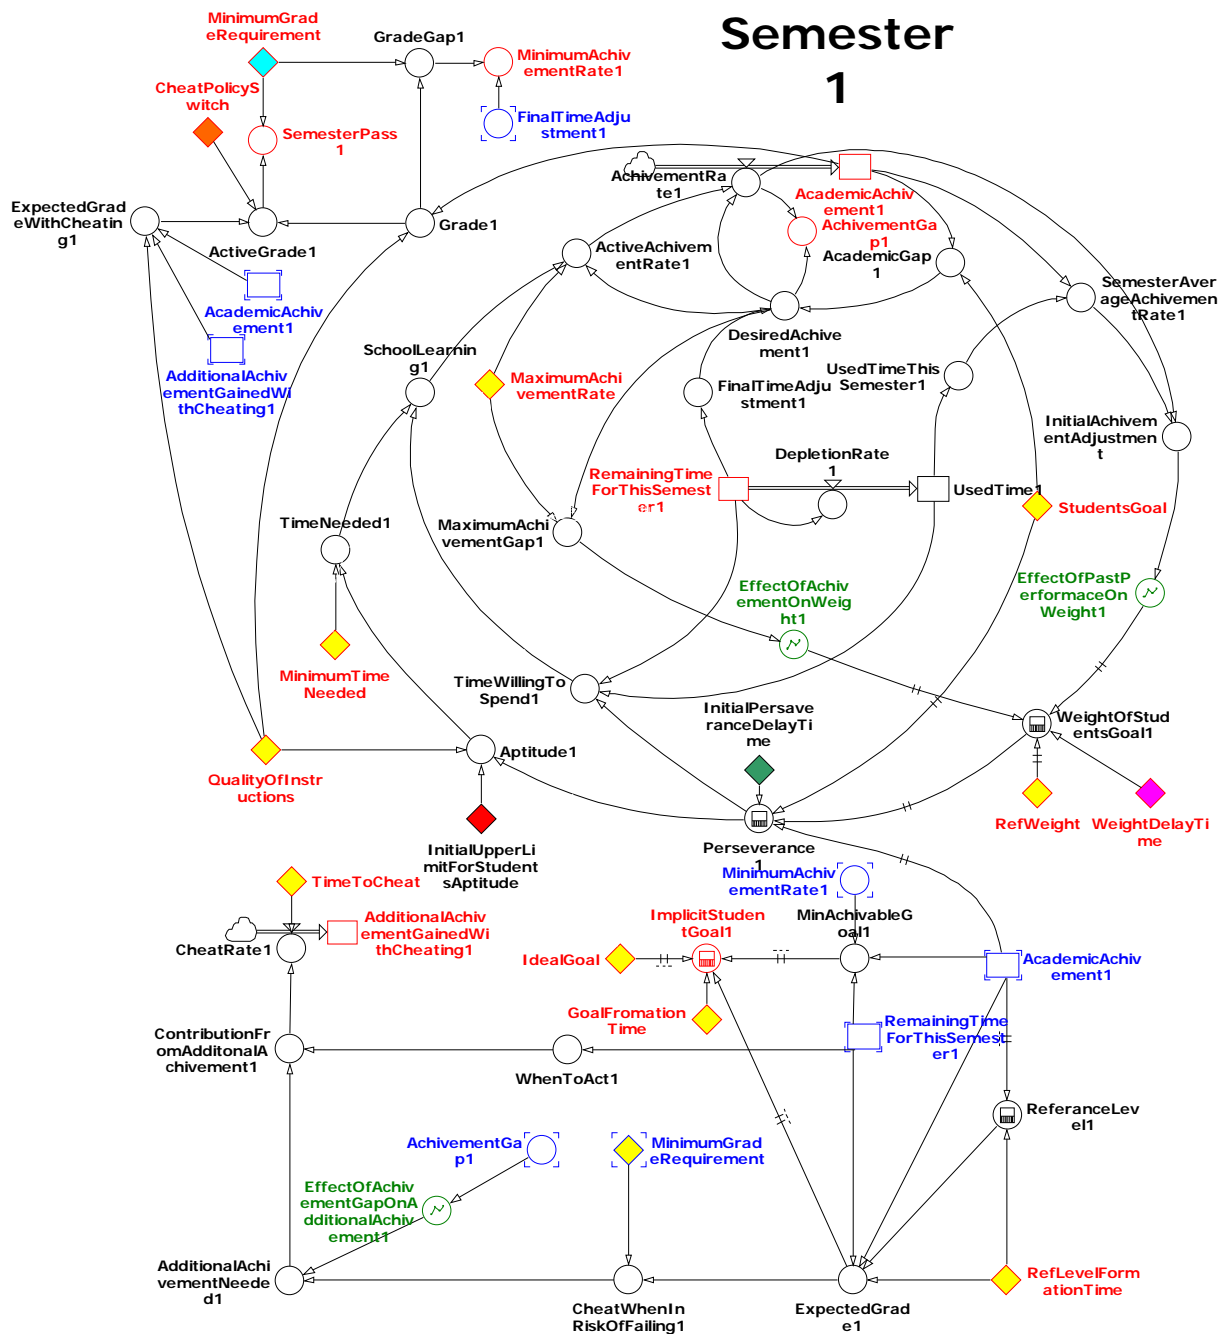 Semester
1
MinimumGrad
eRequirement
GradeGap1
MinimumAchi
vementRate1
CheatPolicyS
witch
SemesterPass
1
FinalTimeAdju
stment1
AchivementRa
te1
AcademicAchi
vement1
AchivementGa
p1
AcademicGap
1
ExpectedGrad
eWithCheatin
g1
ActiveGrade1
Grade1
ActiveAchivem
entRate1
SemesterAver
ageAchivemen
tRate1
AcademicAchiv
ement1
DesiredAchive
ment1
SchoolLearnin
g1
UsedTimeThis
Semester1
AdditionalAchiv
ementGainedWi
thCheating1
MaximumAchi
vementRate
FinalTimeAdju
stment1
InitialAchivem
entAdjustmen
t
DepletionRate
1
RemainingTime
ForThisSemest
er1
UsedTime1
StudentsGoal
TimeNeeded1
MaximumAchi
vementGap1
EffectOfAchiv
ementOnWeig
ht1
EffectOfPastP
erformaceOn
Weight1
MinimumTime
Needed
TimeWillingTo
Spend1
InitialPersave
ranceDelayTi
me
WeightOfStud
entsGoal1
Aptitude1
QualityOfInstr
uctions
RefWeight
WeightDelayTi
me
InitialUpperLi
mitForStudent
sAptitude
Perseverance
1
MinimumAchiv
ementRate1
TimeToCheat
AdditionalAchiv
ementGainedWi
thCheating1
ImplicitStuden
tGoal1
MinAchivableG
oal1
CheatRate1
IdealGoal
AcademicAchiv
ement1
GoalFromation
Time
RemainingTime
ForThisSemest
er1
ContributionFr
omAdditonalA
chivement1
WhenToAct1
ReferanceLev
el1
AchivementGa
p1
MinimumGrad
eRequirement
EffectOfAchiv
ementGapOnA
dditionalAchiv
ement1
AdditionalAchi
vementNeede
d1
CheatWhenIn
RiskOfFailing1
ExpectedGrad
e1
RefLevelForm
ationTime